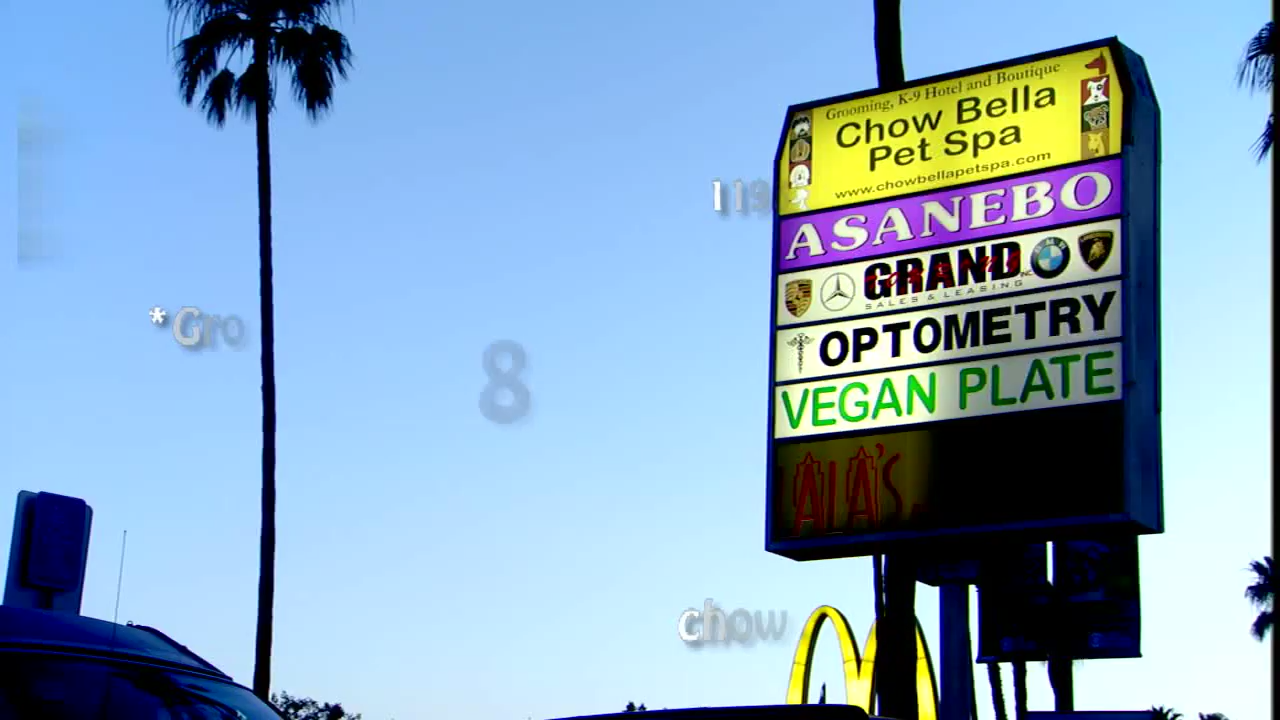 Grooming, K-9 Hotel and Boutique
Chow Bella
Pet Spa
www.chowbellapetspa.com
119
ASANEBO
GRAND
SALES & LEASING
*Gro
OPTOMETRY
8
VEGAN PLATE
ALA'S
chow